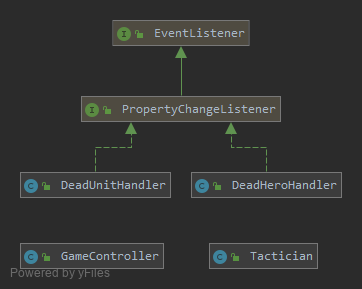 I EventListener
I PropertyChangeListener
C DeadUnitHandler
C DeadHeroHandler
C GameController
C Tactician
Powered by yFiles